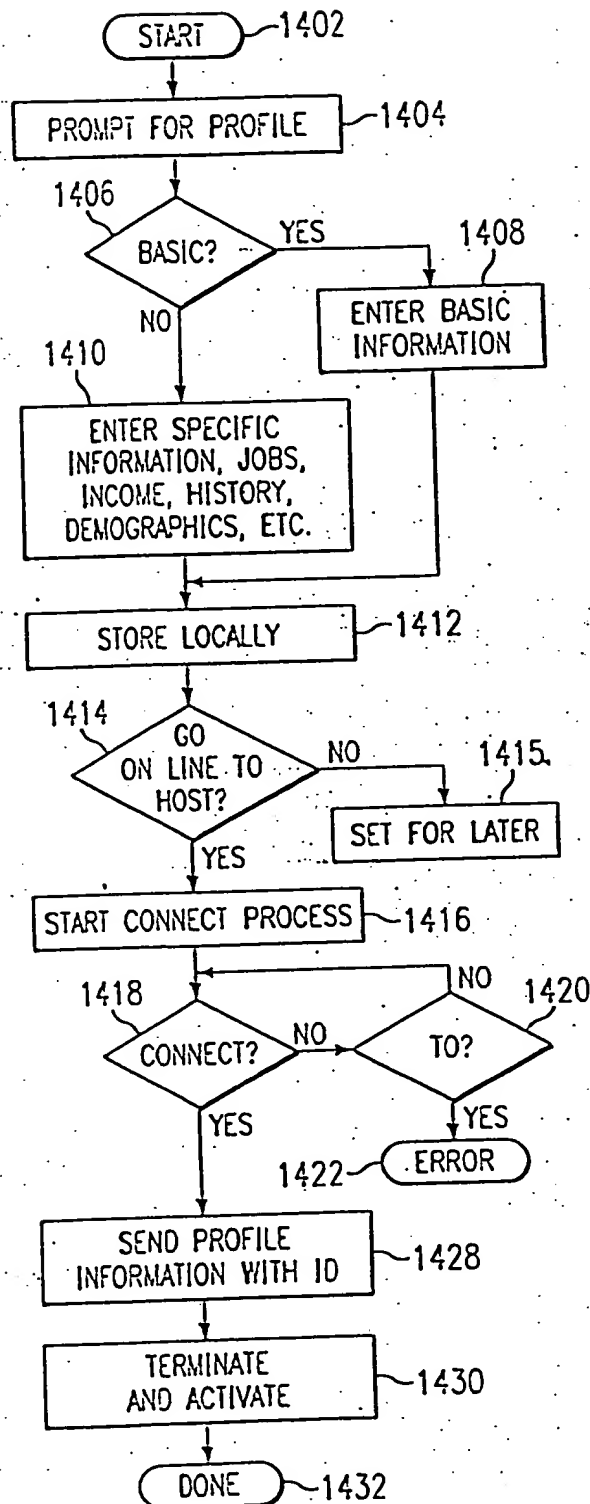 START
1402
PROMPT FOR PROFILE
1404
1406
BASIC?
YES
1408
NO
ENTER BASIC
INFORMATION
1410
ENTER SPECIFIC
INFORMATION, JOBS,
INCOME, HISTORY,
DEMOGRAPHICS, ETC.
STORE LOCALLY
1412
1414
GO
ON LINE TO
HOST?
NO
1415
YES
SET FOR LATER
START CONNECT PROCESS
1416
1418
NO
1420
CONNECT?
NO
TO?
YES
YES
1422
ERROR
SEND PROFILE
INFORMATION WITH ID
1428
TERMINATE
AND ACTIVATE
1430
DONE
1432